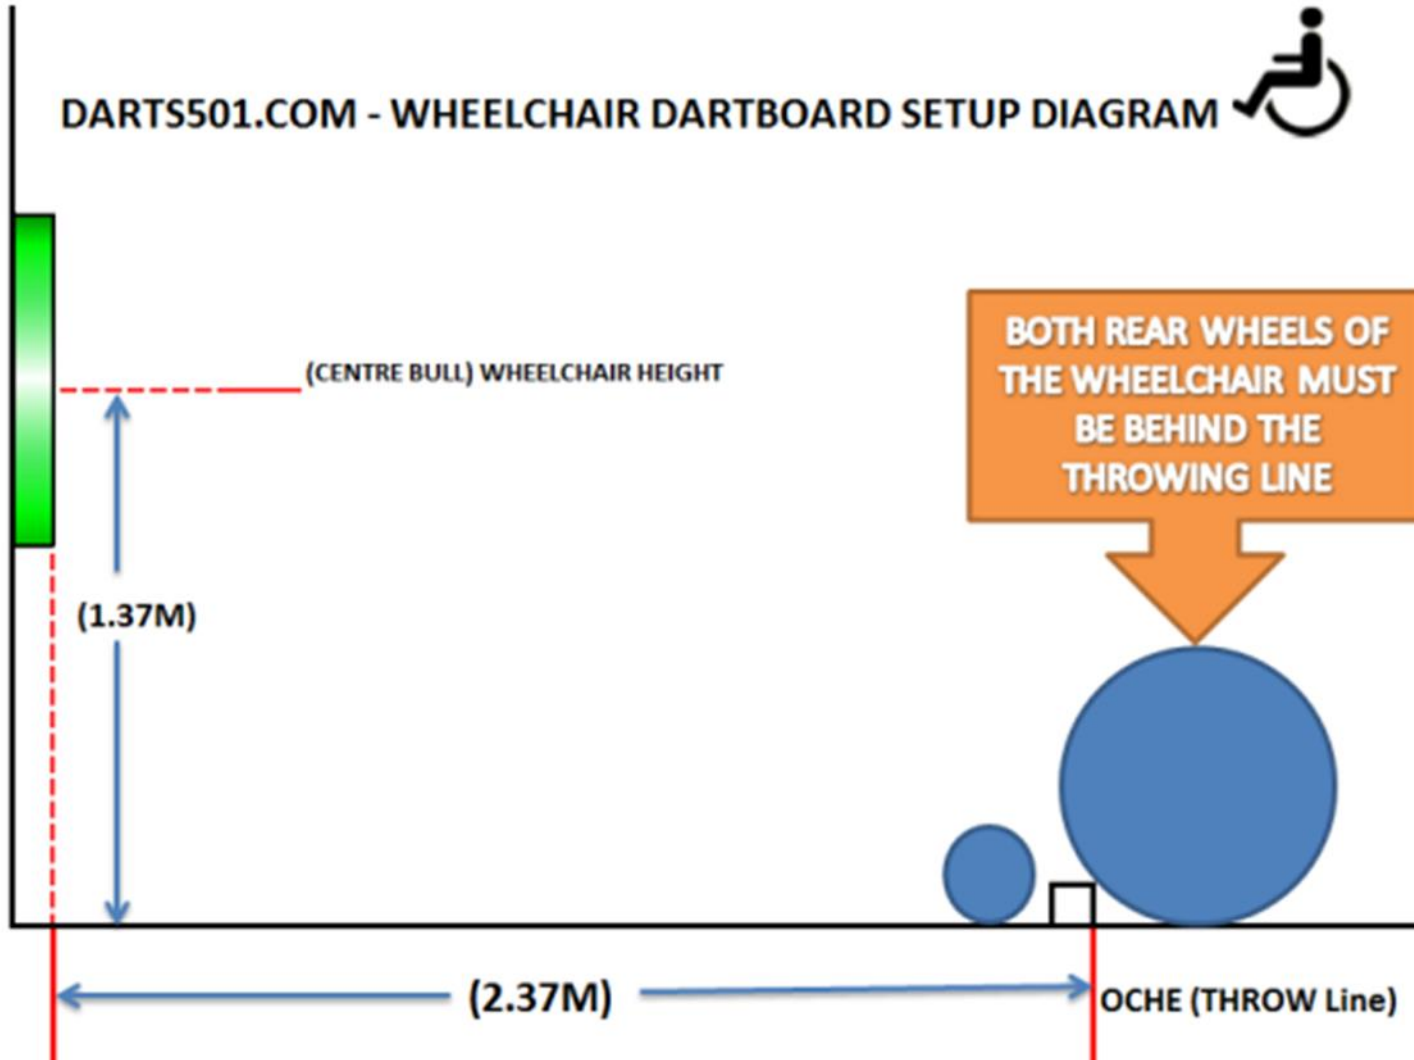 DARTS501.COM - WHEELCHAIR DARTBOARD SETUP DIAGRAM
(CENTRE BULL) WHEELCHAIR HEIGHT
BOTH REAR WHEELS OF
THE WHEELCHAIR MUST
BE BEHIND THE
THROWING LINE
(1.37M)
(2.37M)
OCHE (THROW Line)